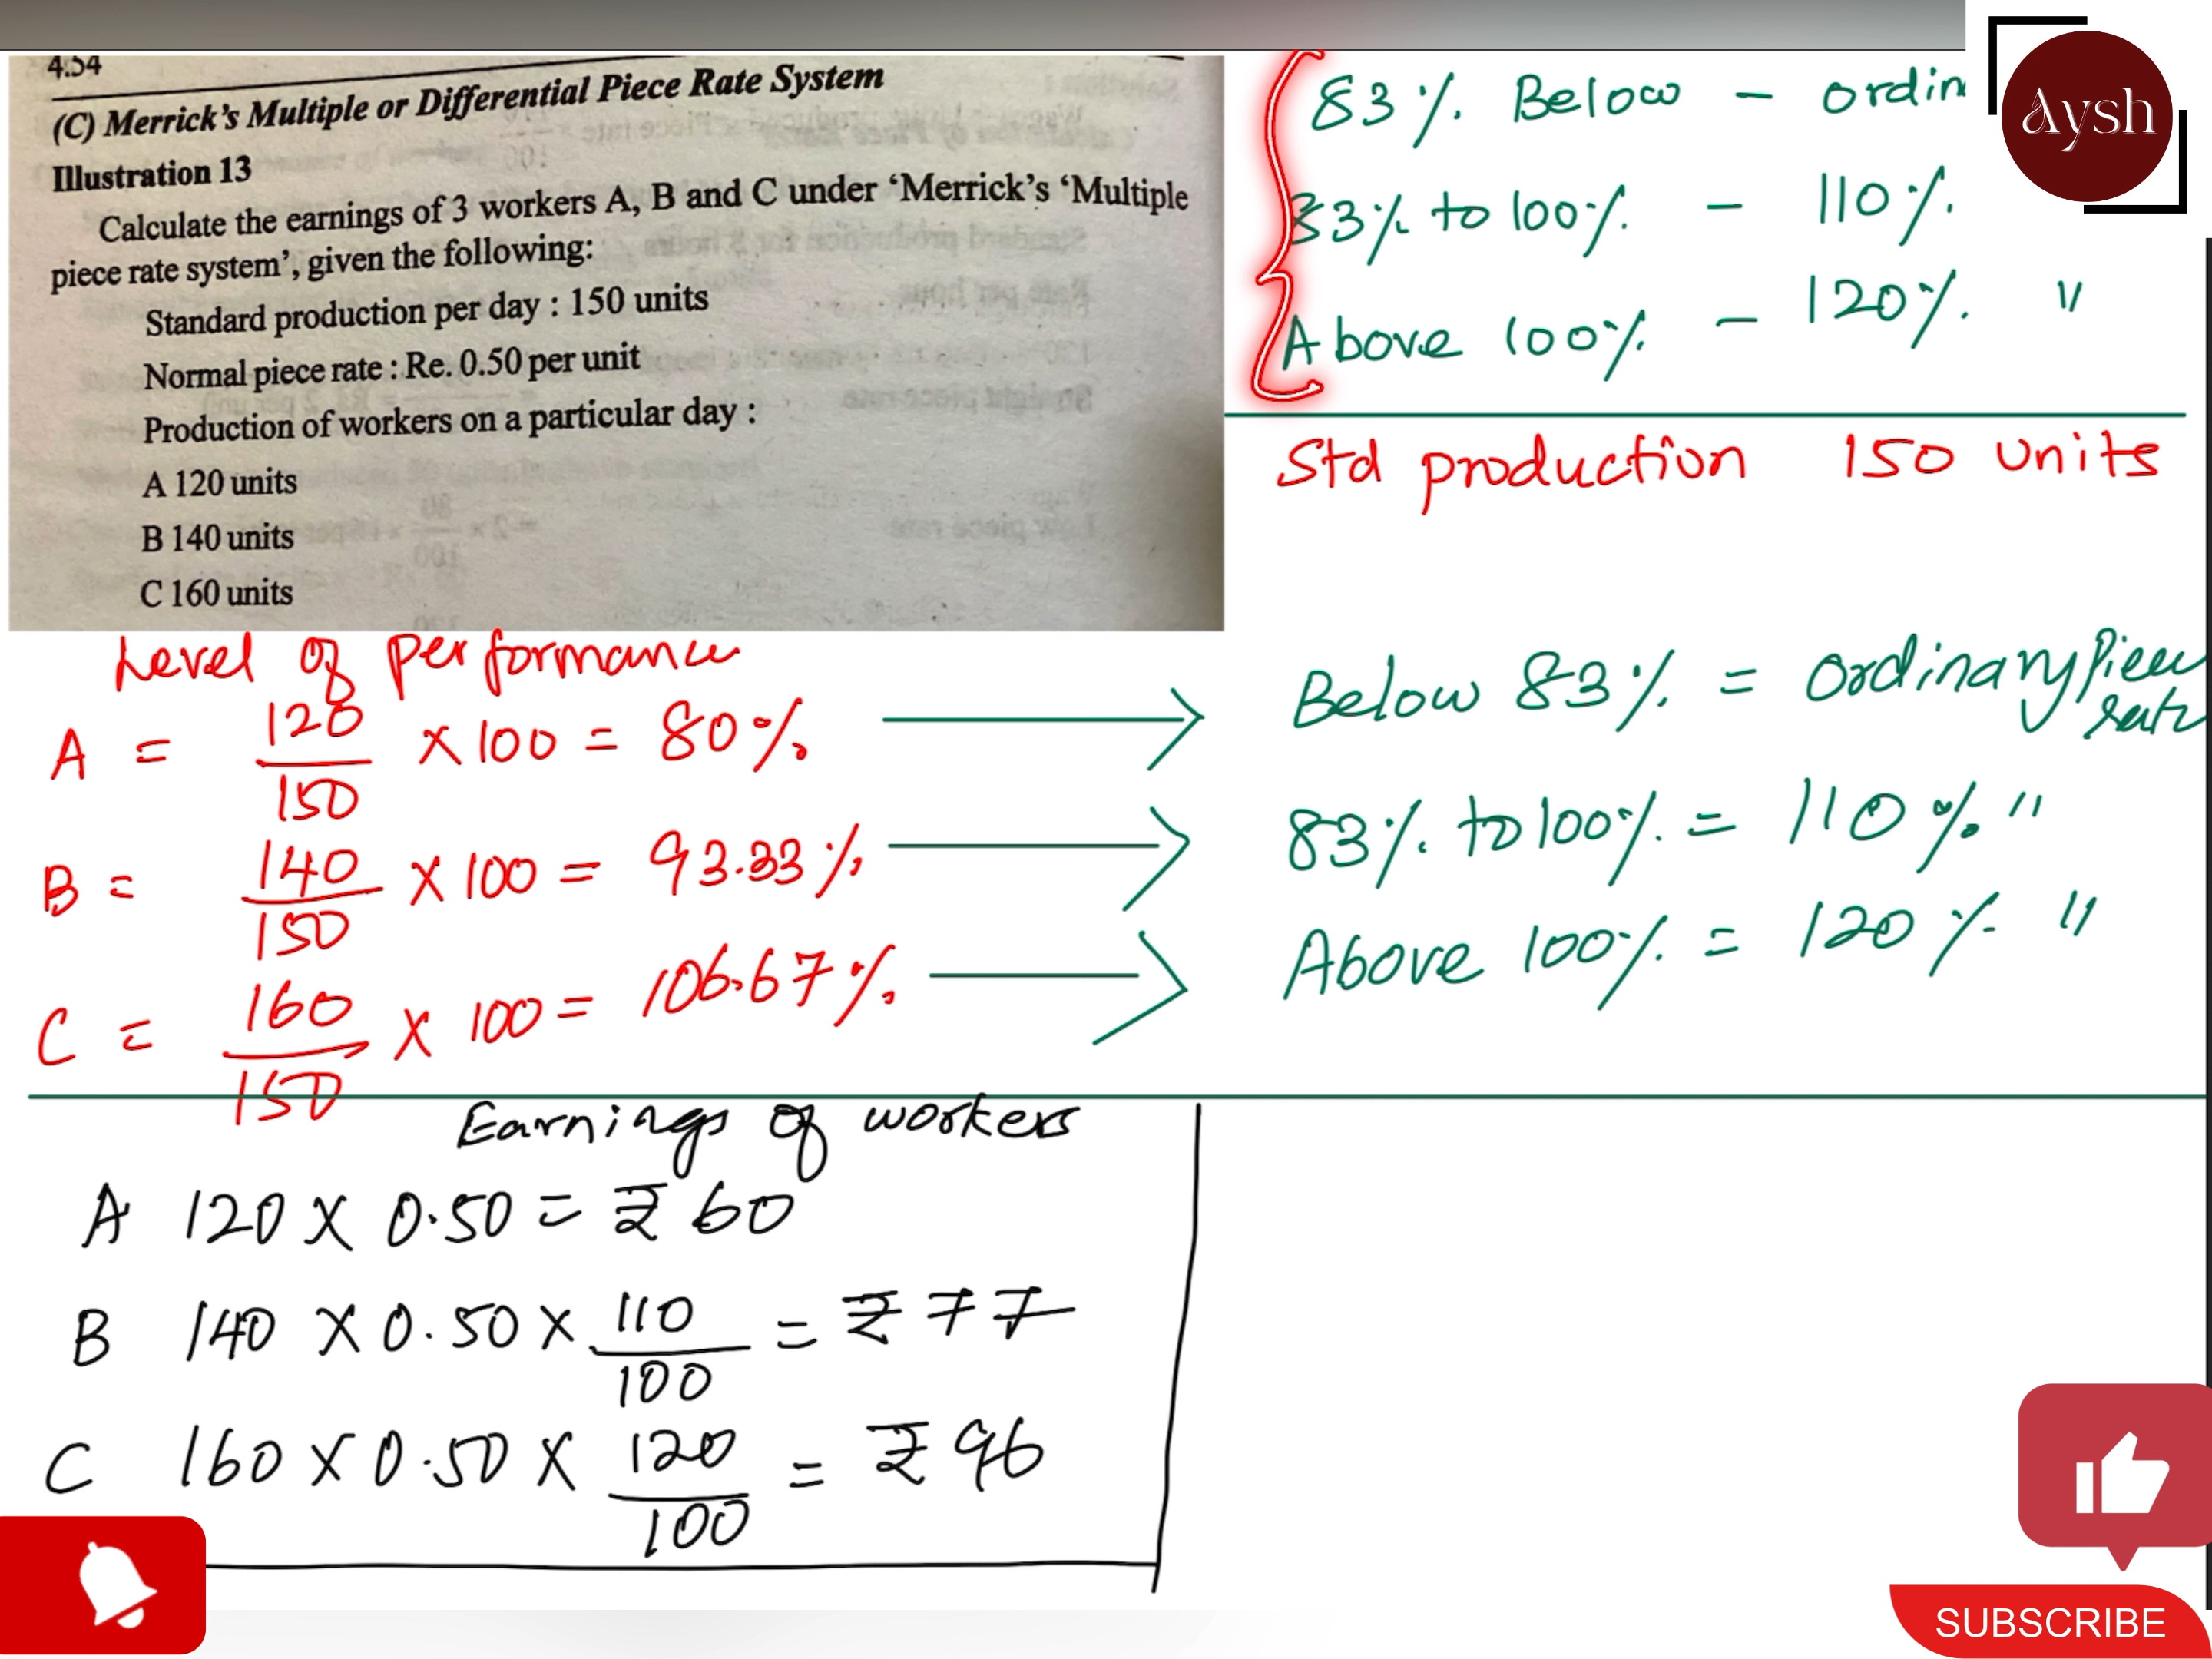 4.54
(C) Merrick's Multiple or Differential Piece Rate System
Illustration 13
Calculate the earnings of 3 workers A, B and C under 'Merrick's 'Multiple
piece rate system', given the following:
Standard production per day : 150 units
Normal piece rate : Re. 0.50 per unit
Production of workers on a particular day :
A 120 units
B 140 units
C 160 units
83% Below - ordin
83% to 100% - 110%.
Above 100% - 120%. "
Aysh
Std production 150 units
Level of performance
A = 120/150 × 100 = 80%
B = 140/150 × 100 = 93.33%
C = 160/150 × 100 = 106.67%
Below 83% = ordinary Piece rate
83% to 100% = 110% "
Above 100% = 120% "
Earnings of workers
A 120 × 0.50 = ₹ 60
B 140 × 0.50 × 110/100 = ₹ 77
C 160 × 0.50 × 120/100 = ₹ 96
SUBSCRIBE